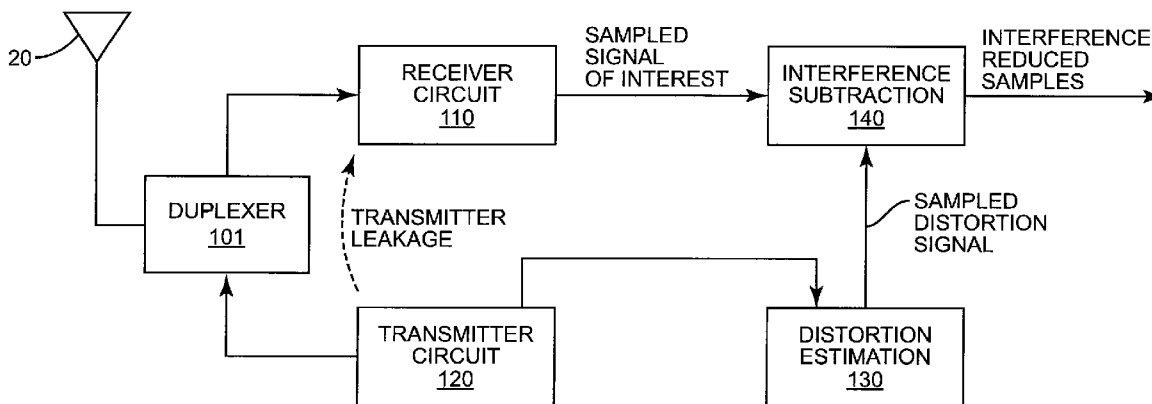 20
RECEIVER
CIRCUIT
110
SAMPLED
SIGNAL
OF INTEREST
INTERFERENCE
SUBTRACTION
140
INTERFERENCE
REDUCED
SAMPLES
DUPLEXER
101
TRANSMITTER
LEAKAGE
SAMPLED
DISTORTION
SIGNAL
TRANSMITTER
CIRCUIT
120
DISTORTION
ESTIMATION
130